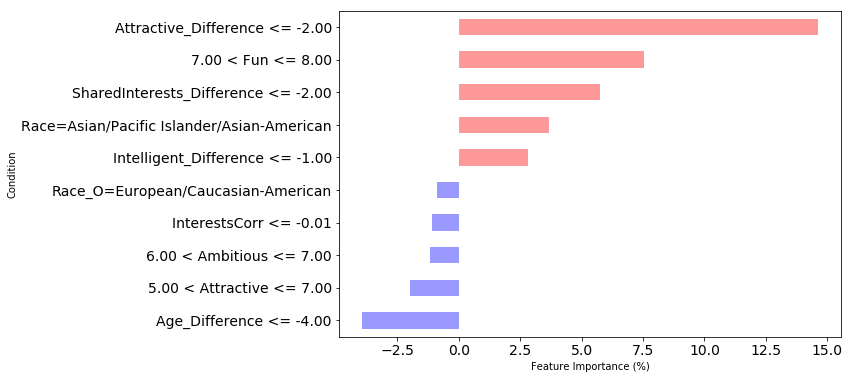 Attractive_Difference <= -2.00
7.00 < Fun <= 8.00
SharedInterests_Difference <= -2.00
Race=Asian/Pacific Islander/Asian-American
Intelligent_Difference <= -1.00
Race_O=European/Caucasian-American
InterestsCorr <= -0.01
6.00 < Ambitious <= 7.00
5.00 < Attractive <= 7.00
Age_Difference <= -4.00
Condition
−2.5 0.0 2.5 5.0 7.5 10.0 12.5 15.0
Feature Importance (%)